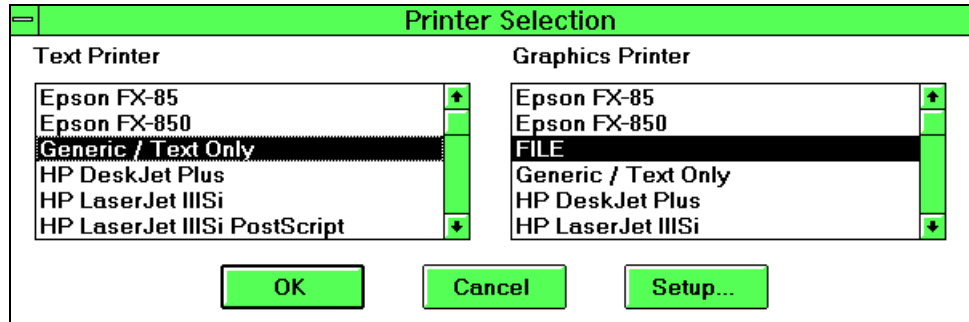 Printer Selection
Text Printer
Epson FX-85
Epson FX-850
Generic / Text Only
HP DeskJet Plus
HP LaserJet IIISi
HP LaserJet IIISi PostScript
Graphics Printer
Epson FX-85
Epson FX-850
FILE
Generic / Text Only
HP DeskJet Plus
HP LaserJet IIISi
OK
Cancel
Setup...